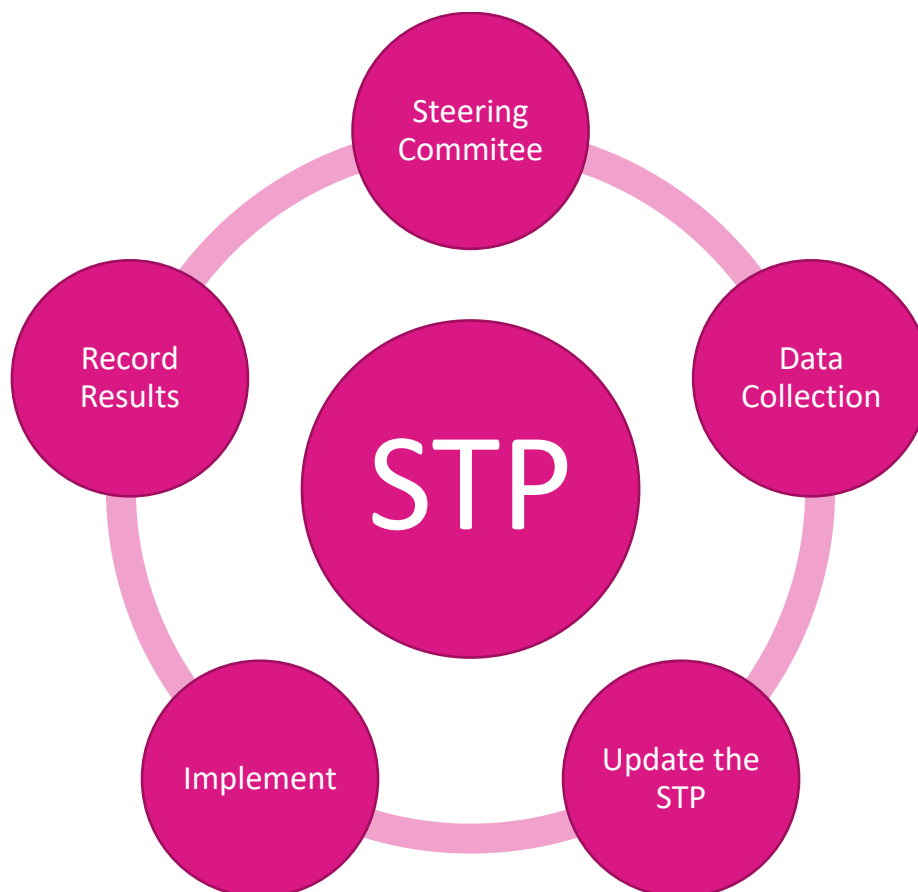 Steering
Commitee
Data
Collection
Update the
STP
Implement
Record
Results
STP